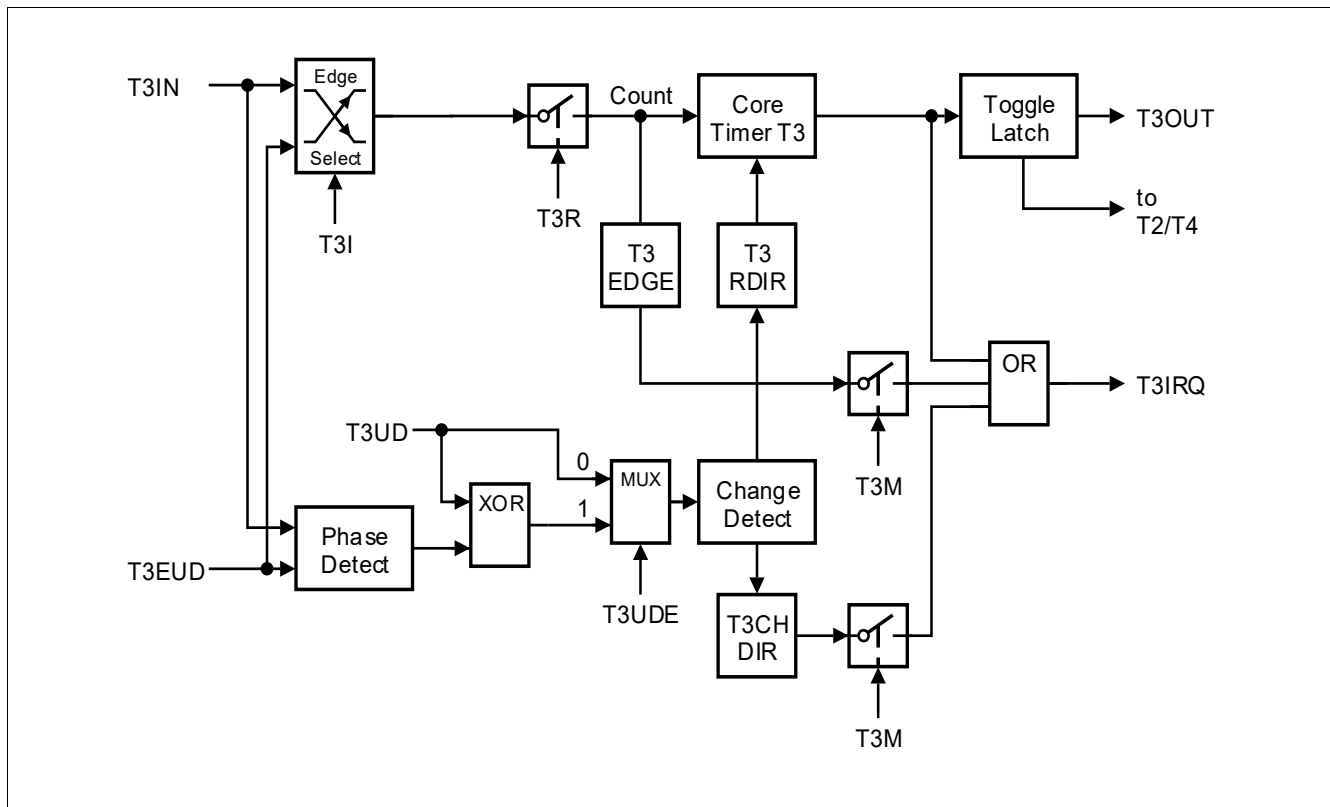 T3IN
Edge
Select
T3I
T3R
Count
Core
Timer T3
Toggle
Latch
T3OUT
to
T2/T4
T3
EDGE
T3
RDIR
OR
T3IRQ
T3M
T3UD
0
1
XOR
MUX
Change
Detect
Phase
Detect
T3EUD
T3UDE
T3CH
DIR
T3M